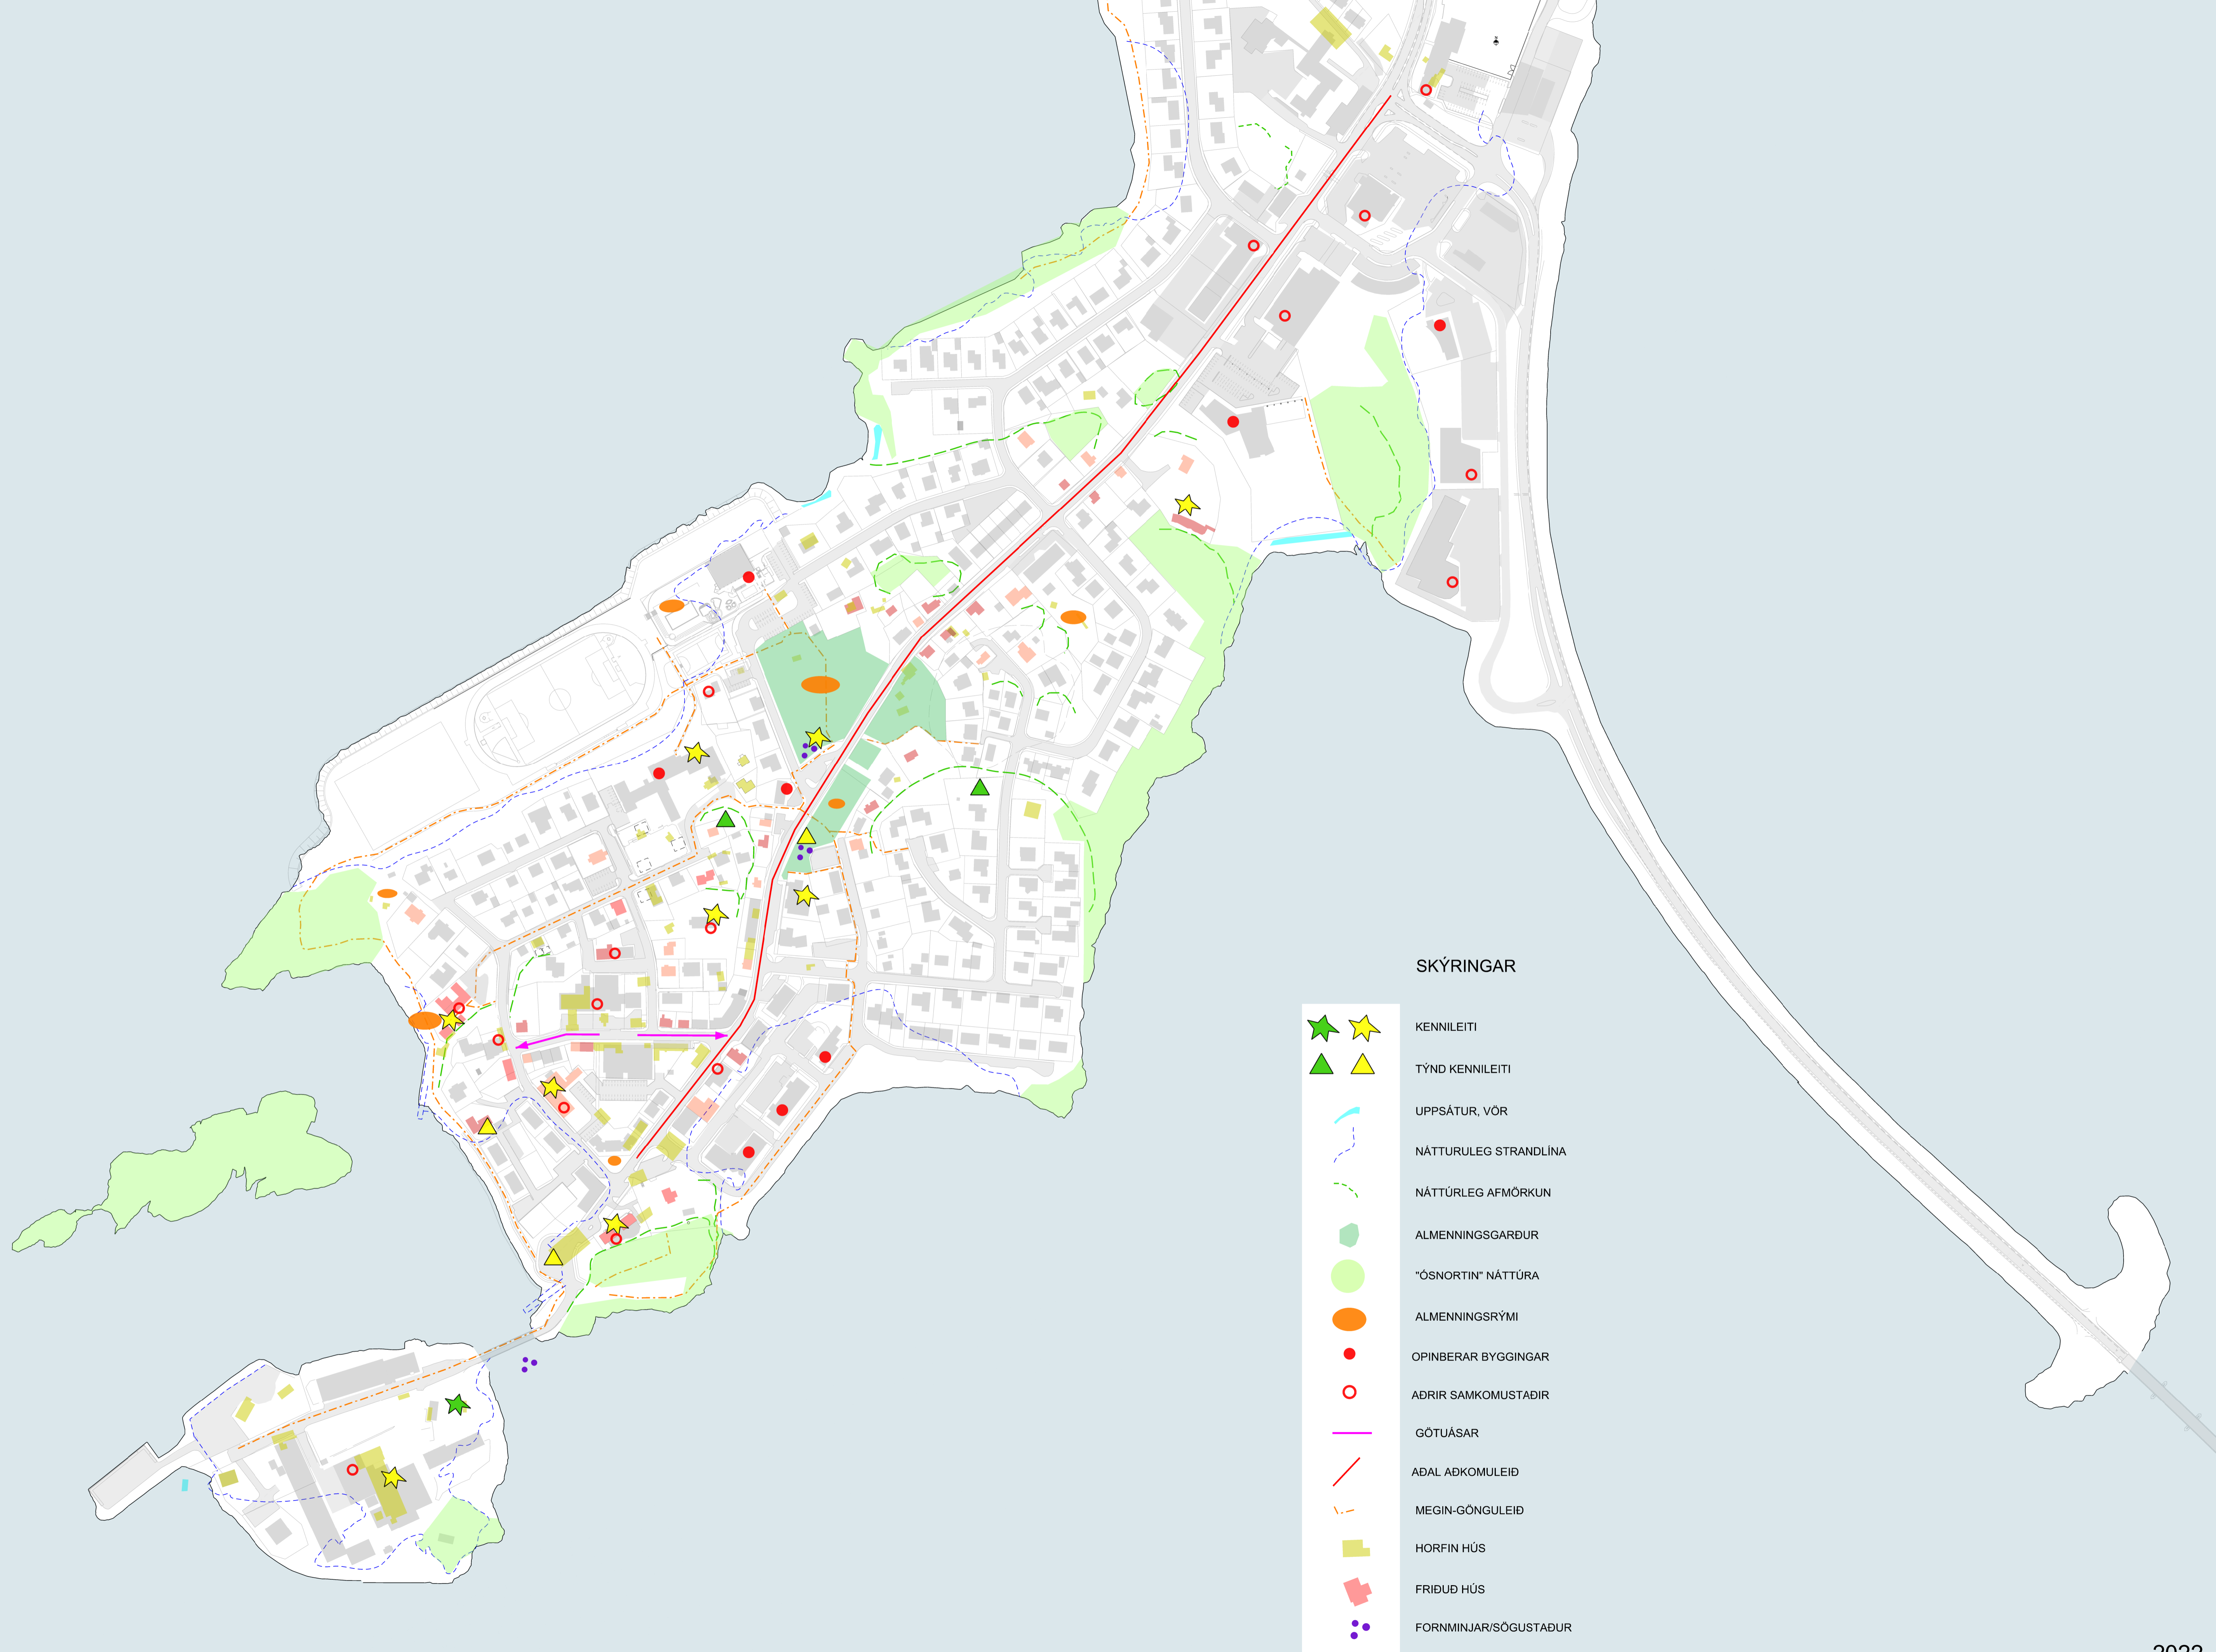 SKÝRINGAR
KENNILEITI
TÝND KENNILEITI
UPPSÁTUR, VÖR
NÁTTURULEG STRANDLÍNA
NÁTTÚRLEG AFMÖRKUN
ALMENNINGSGARÐUR
"ÓSNORTIN" NÁTTÚRA
ALMENNINGSRÝMI
OPINBERAR BYGGINGAR
AÐRIR SAMKOMUSTAÐIR
GÖTUÁSAR
AÐAL AÐKOMULEIÐ
MEGIN-GÖNGULEIÐ
HORFIN HÚS
FRIÐUÐ HÚS
FORNMINJAR/SÖGUSTAÐUR